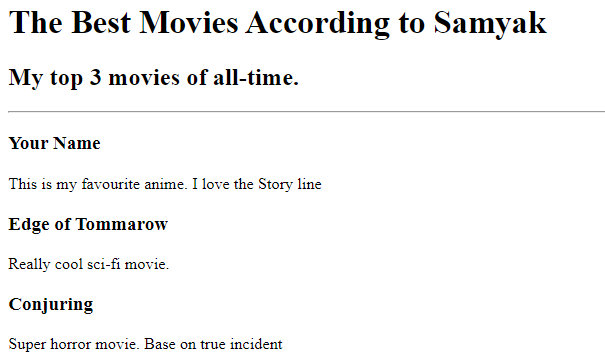 The Best Movies According to Samyak
My top 3 movies of all-time.
Your Name
This is my favourite anime. I love the Story line
Edge of Tommarow
Really cool sci-fi movie.
Conjuring
Super horror movie. Base on true incident